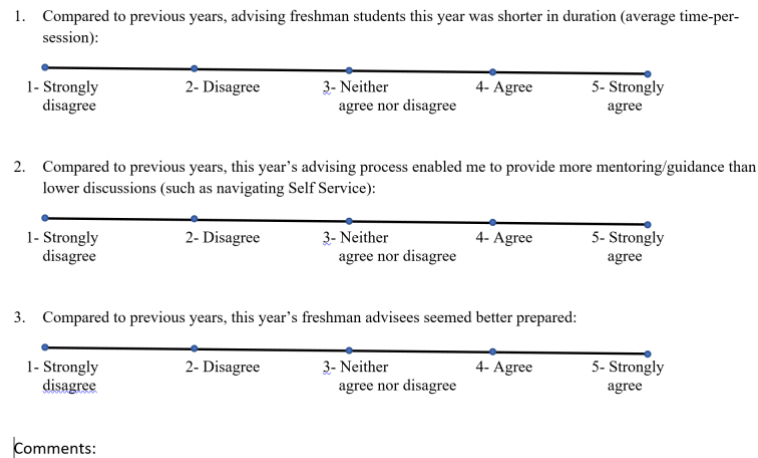 1. Compared to previous years, advising freshman students this year was shorter in duration (average time-per-
session):
1- Strongly disagree 2- Disagree 3- Neither agree nor disagree 4- Agree 5- Strongly agree
2. Compared to previous years, this year's advising process enabled me to provide more mentoring/guidance than
lower discussions (such as navigating Self Service):
1- Strongly disagree 2- Disagree 3- Neither agree nor disagree 4- Agree 5- Strongly agree
3. Compared to previous years, this year's freshman advisees seemed better prepared:
1- Strongly disagree 2- Disagree 3- Neither agree nor disagree 4- Agree 5- Strongly agree
Comments: